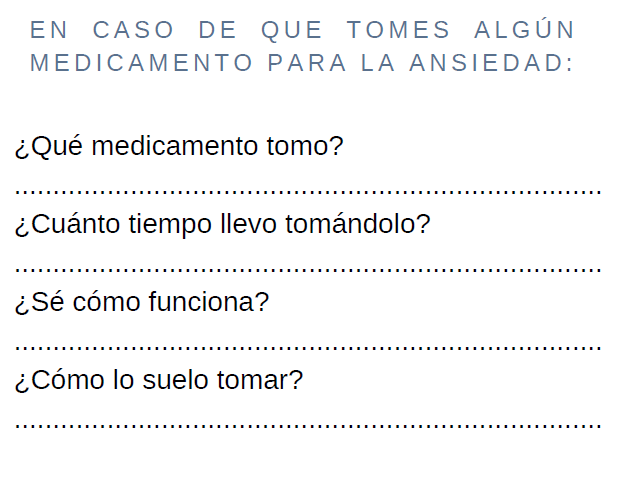 EN CASO DE QUE TOMES ALGÚN
MEDICAMENTO PARA LA ANSIEDAD:
¿Qué medicamento tomo?
...........................................................................
¿Cuánto tiempo llevo tomándolo?
...........................................................................
¿Sé cómo funciona?
...........................................................................
¿Cómo lo suelo tomar?
...........................................................................